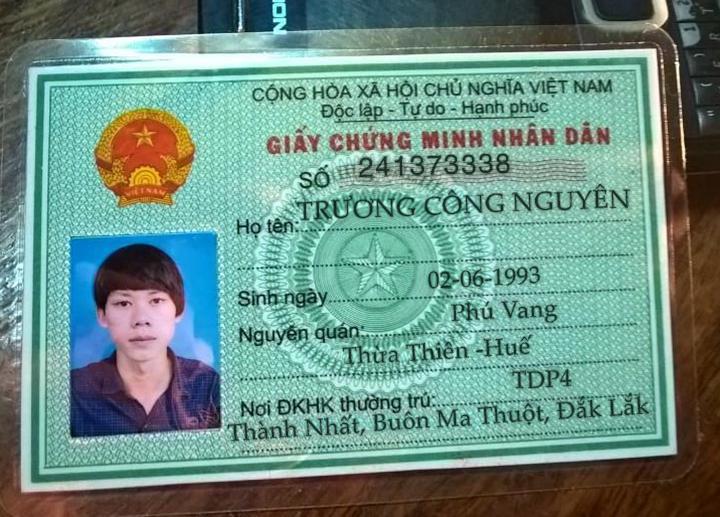 NO
CỘNG HÒA XÃ HỘI CHỦ NGHĨA VIỆT NAM
Độc lập - Tự do - Hạnh phúc
GIẤY CHỨNG MINH NHÂN DÂN
SỐ 241373338
Họ tên: TRƯƠNG CÔNG NGUYÊN
Sinh ngày 02-06-1993
Nguyên quán: Phú Vang
Thừa Thiên -Huế
Nơi ĐKHK thường trú: TDP4
Thành Nhất, Buôn Ma Thuột, Đắk Lắk
VIỆT NAM